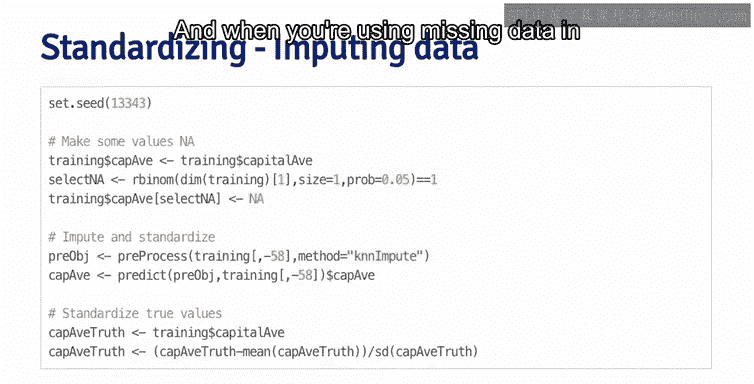 And when you're using missing data in
Standardizing - Imputing data
set.seed(13343)
# Make some values NA
training$capAve <- training$capitalAve
selectNA <- rbinom(dim(training)[1],size=1,prob=0.05)==1
training$capAve[selectNA] <- NA
# Impute and standardize
preObj <- preProcess(training[,-58],method="knnImpute")
capAve <- predict(preObj,training[,-58])$capAve
# Standardize true values
capAveTruth <- training$capitalAve
capAveTruth <- (capAveTruth-mean(capAveTruth))/sd(capAveTruth)